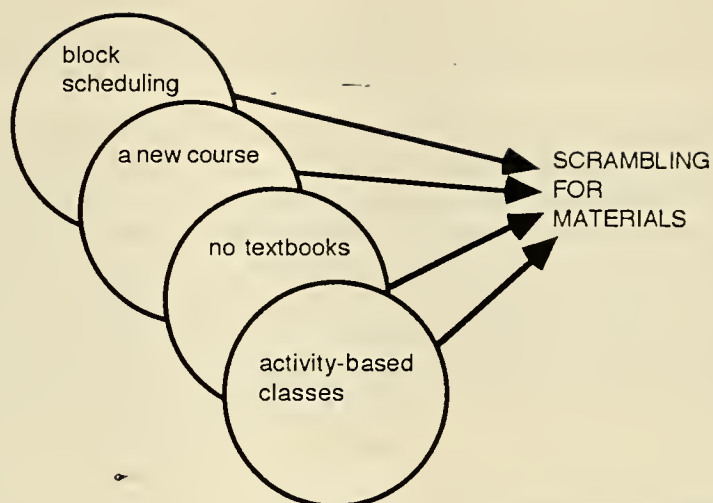 block
scheduling
a new course
no textbooks
activity-based
classes
SCRAMBLING
FOR
MATERIALS